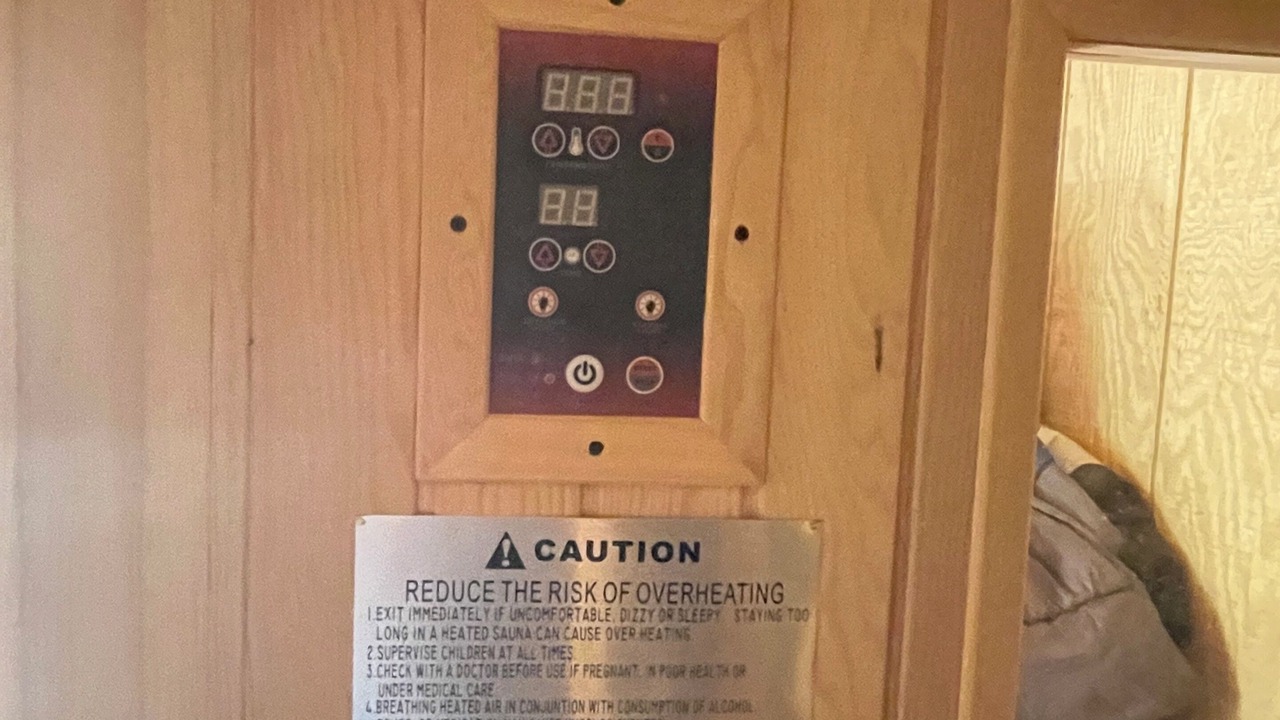 CAUTION
REDUCE THE RISK OF OVERHEATING
1.EXIT IMMEDIATELY IF UNCOMFORTABLE, DIZZY OR SLEEPY. STAYING TOO
LONG IN A HEATED SAUNA CAN CAUSE OVER HEATING.
2.SUPERVISE CHILDREN AT ALL TIMES
3.CHECK WITH A DOCTOR BEFORE USE IF PREGNANT, IN POOR HEALTH OR
UNDER MEDICAL CARE
4.BREATHING HEATED AIR IN CONJUNTION WITH CONSUMPTION OF ALCOHOL,